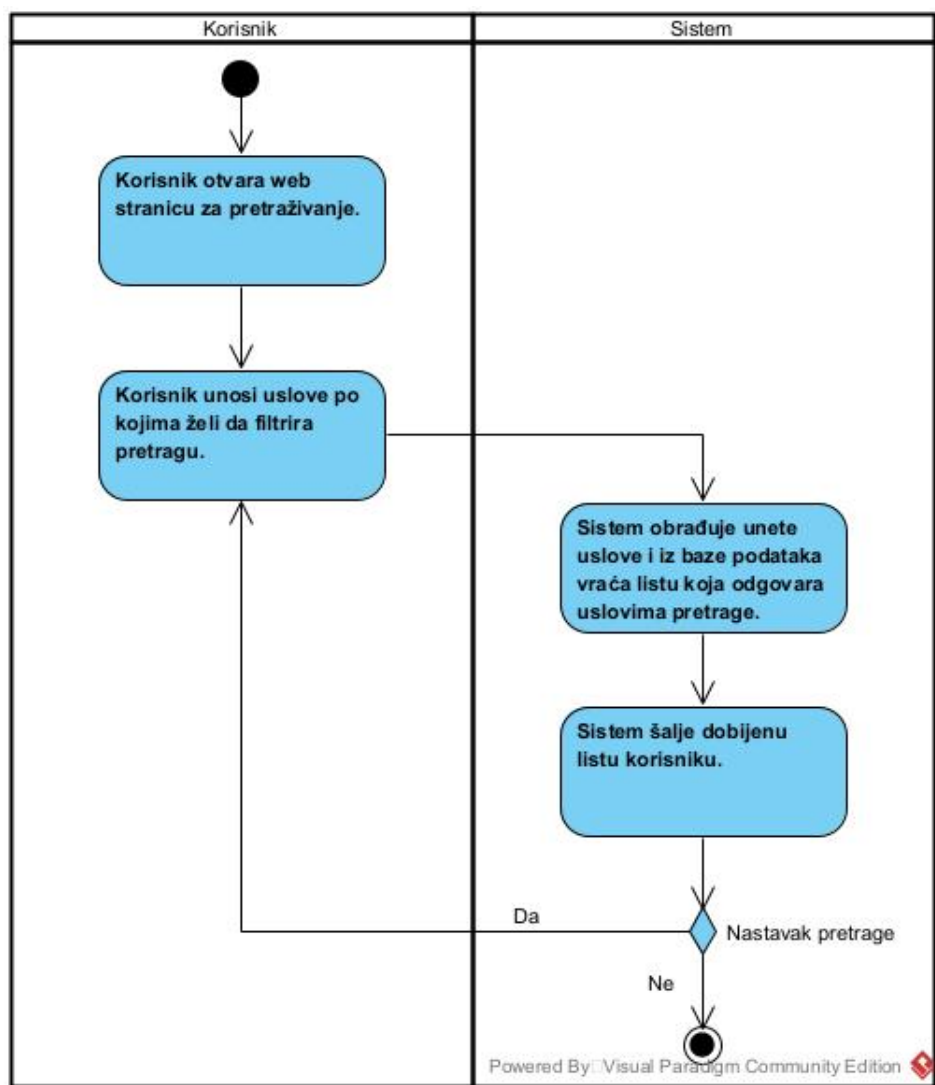 Korisnik
Sistem
Korisnik otvara web
stranicu za pretraživanje.
Korisnik unosi uslove po
kojima želi da filtrira
pretragu.
Sistem obrađuje unete
uslove i iz baze podataka
vraća listu koja odgovara
uslovima pretrage.
Sistem šalje dobijenu
listu korisniku.
Da
Nastavak pretrage
Ne
Powered By Visual Paradigm Community Edition